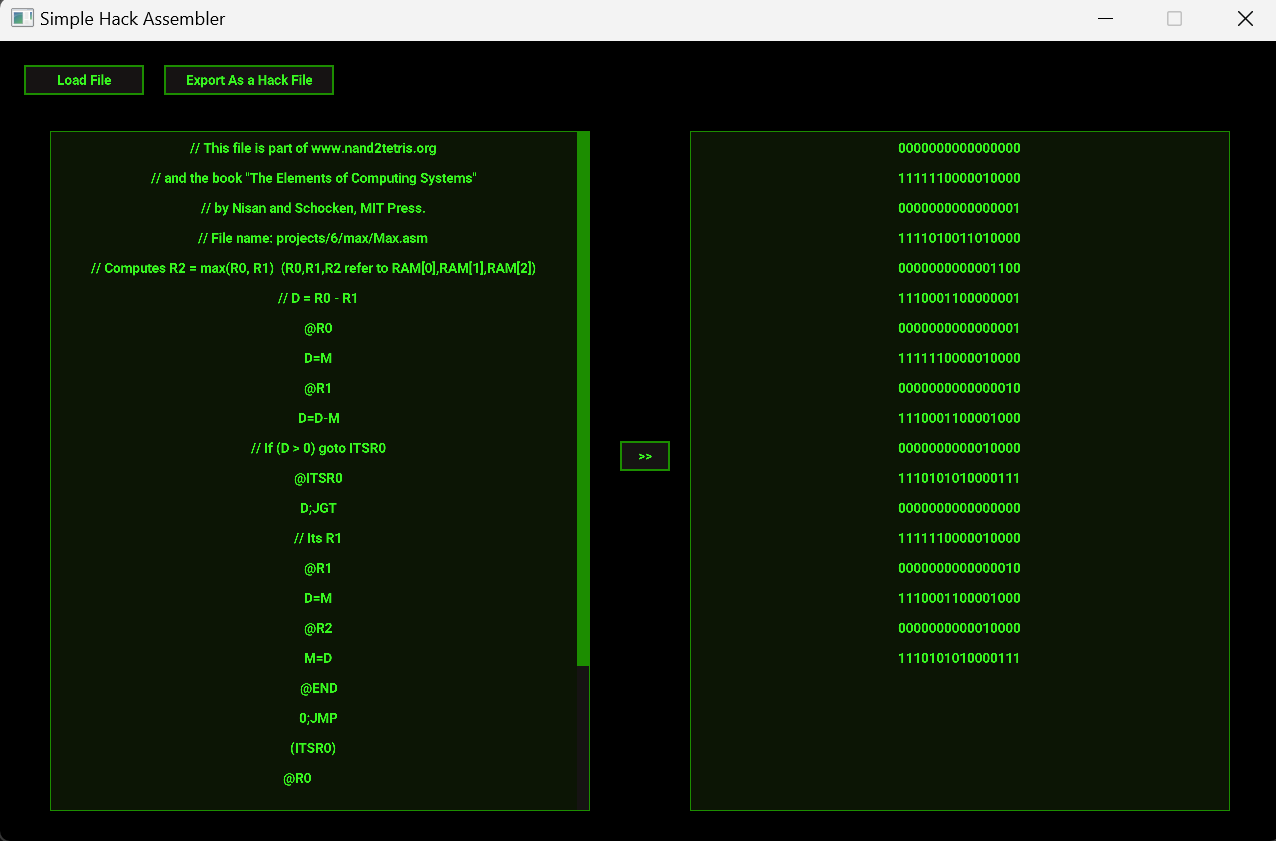 Simple Hack Assembler
Load File
Export As a Hack File
// This file is part of www.nand2tetris.org
// and the book "The Elements of Computing Systems"
// by Nisan and Schocken, MIT Press.
// File name: projects/6/max/Max.asm
// Computes R2 = max(R0, R1)  (R0,R1,R2 refer to RAM[0],RAM[1],RAM[2])
// D = R0 - R1
@R0
D=M
@R1
D=D-M
// If (D > 0) goto ITSR0
@ITSR0
D;JGT
// Its R1
@R1
D=M
@R2
M=D
@END
0;JMP
(ITSR0)
@R0
>>
0000000000000000
1111110000010000
0000000000000001
1111010011010000
0000000000001100
1110001100000001
0000000000000001
1111110000010000
0000000000000010
1110001100001000
0000000000010000
1110101010000111
0000000000000000
1111110000010000
0000000000000010
1110001100001000
0000000000010000
1110101010000111